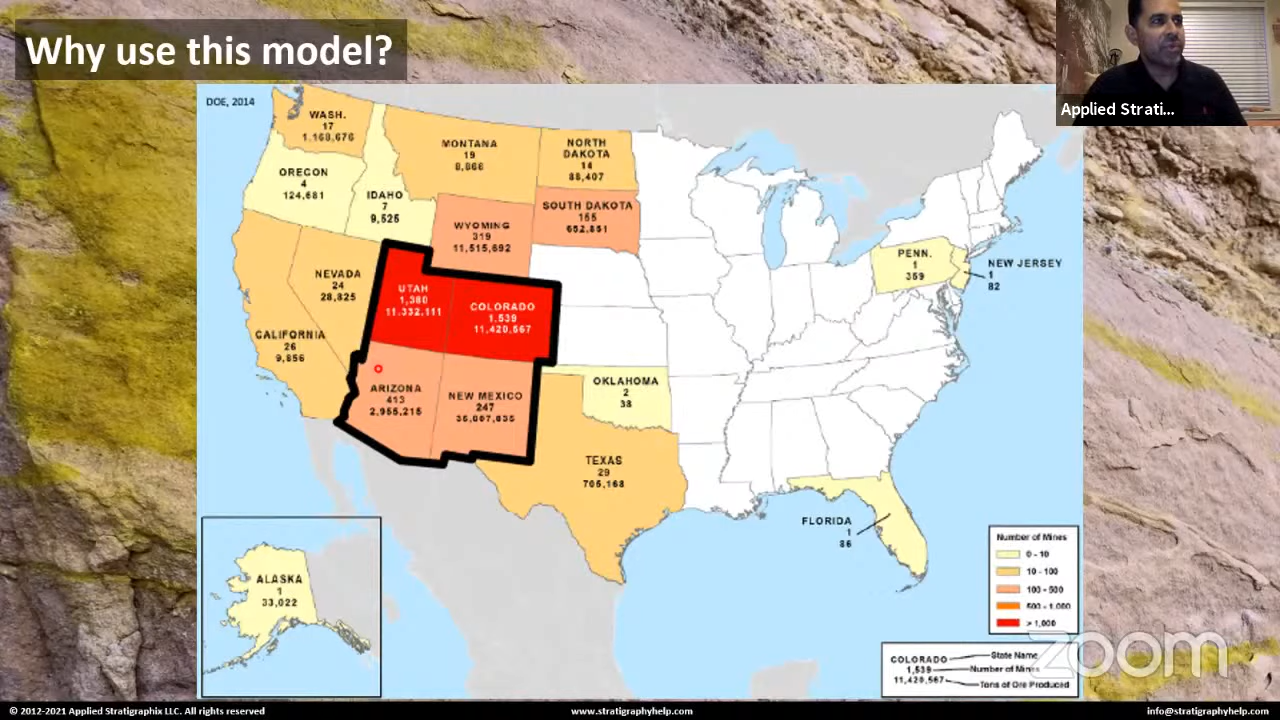 Why use this model?
Applied Strati...
DOE, 2014
WASH.
17
1,168,676
MONTANA
19
8,866
NORTH
DAKOTA
14
88,407
OREGON
4
124,681
IDAHO
7
9,525
SOUTH DAKOTA
155
652,851
WYOMING
319
11,515,692
PENN.
1
359
NEW JERSEY
1
82
NEVADA
24
28,825
UTAH
1,380
11,332,111
COLORADO
1,539
11,420,567
CALIFORNIA
26
9,856
ARIZONA
413
2,955,215
NEW MEXICO
247
OKLAHOMA
2
38
TEXAS
29
705,168
FLORIDA
1
86
ALASKA
1
33,022
Number of Mines
0 - 10
10 - 100
100 - 500
500 - 1,000
> 1,000
COLORADO State Name
1,539 Number of Mines
11,420,567 Tons of Ore Produced
zoom
© 2012-2021 Applied Stratigraphix LLC. All rights reserved
www.stratigraphyhelp.com
info@stratigraphyhelp.com